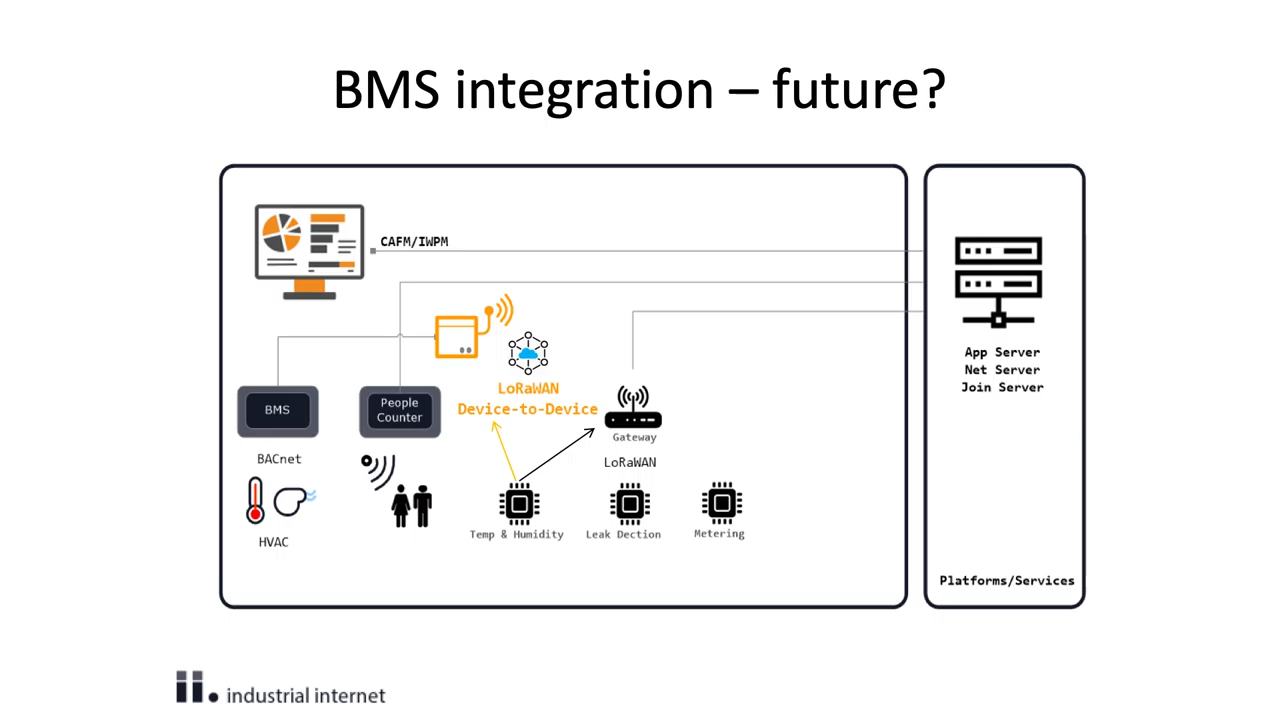 BMS integration – future?
CAFM/IWPM
App Server
Net Server
Join Server
LoRaWAN
Device-to-Device
BMS
People
Counter
Gateway
BACnet
LoRaWAN
HVAC
Temp & Humidity
Leak Dection
Metering
Platforms/Services
ii. industrial internet